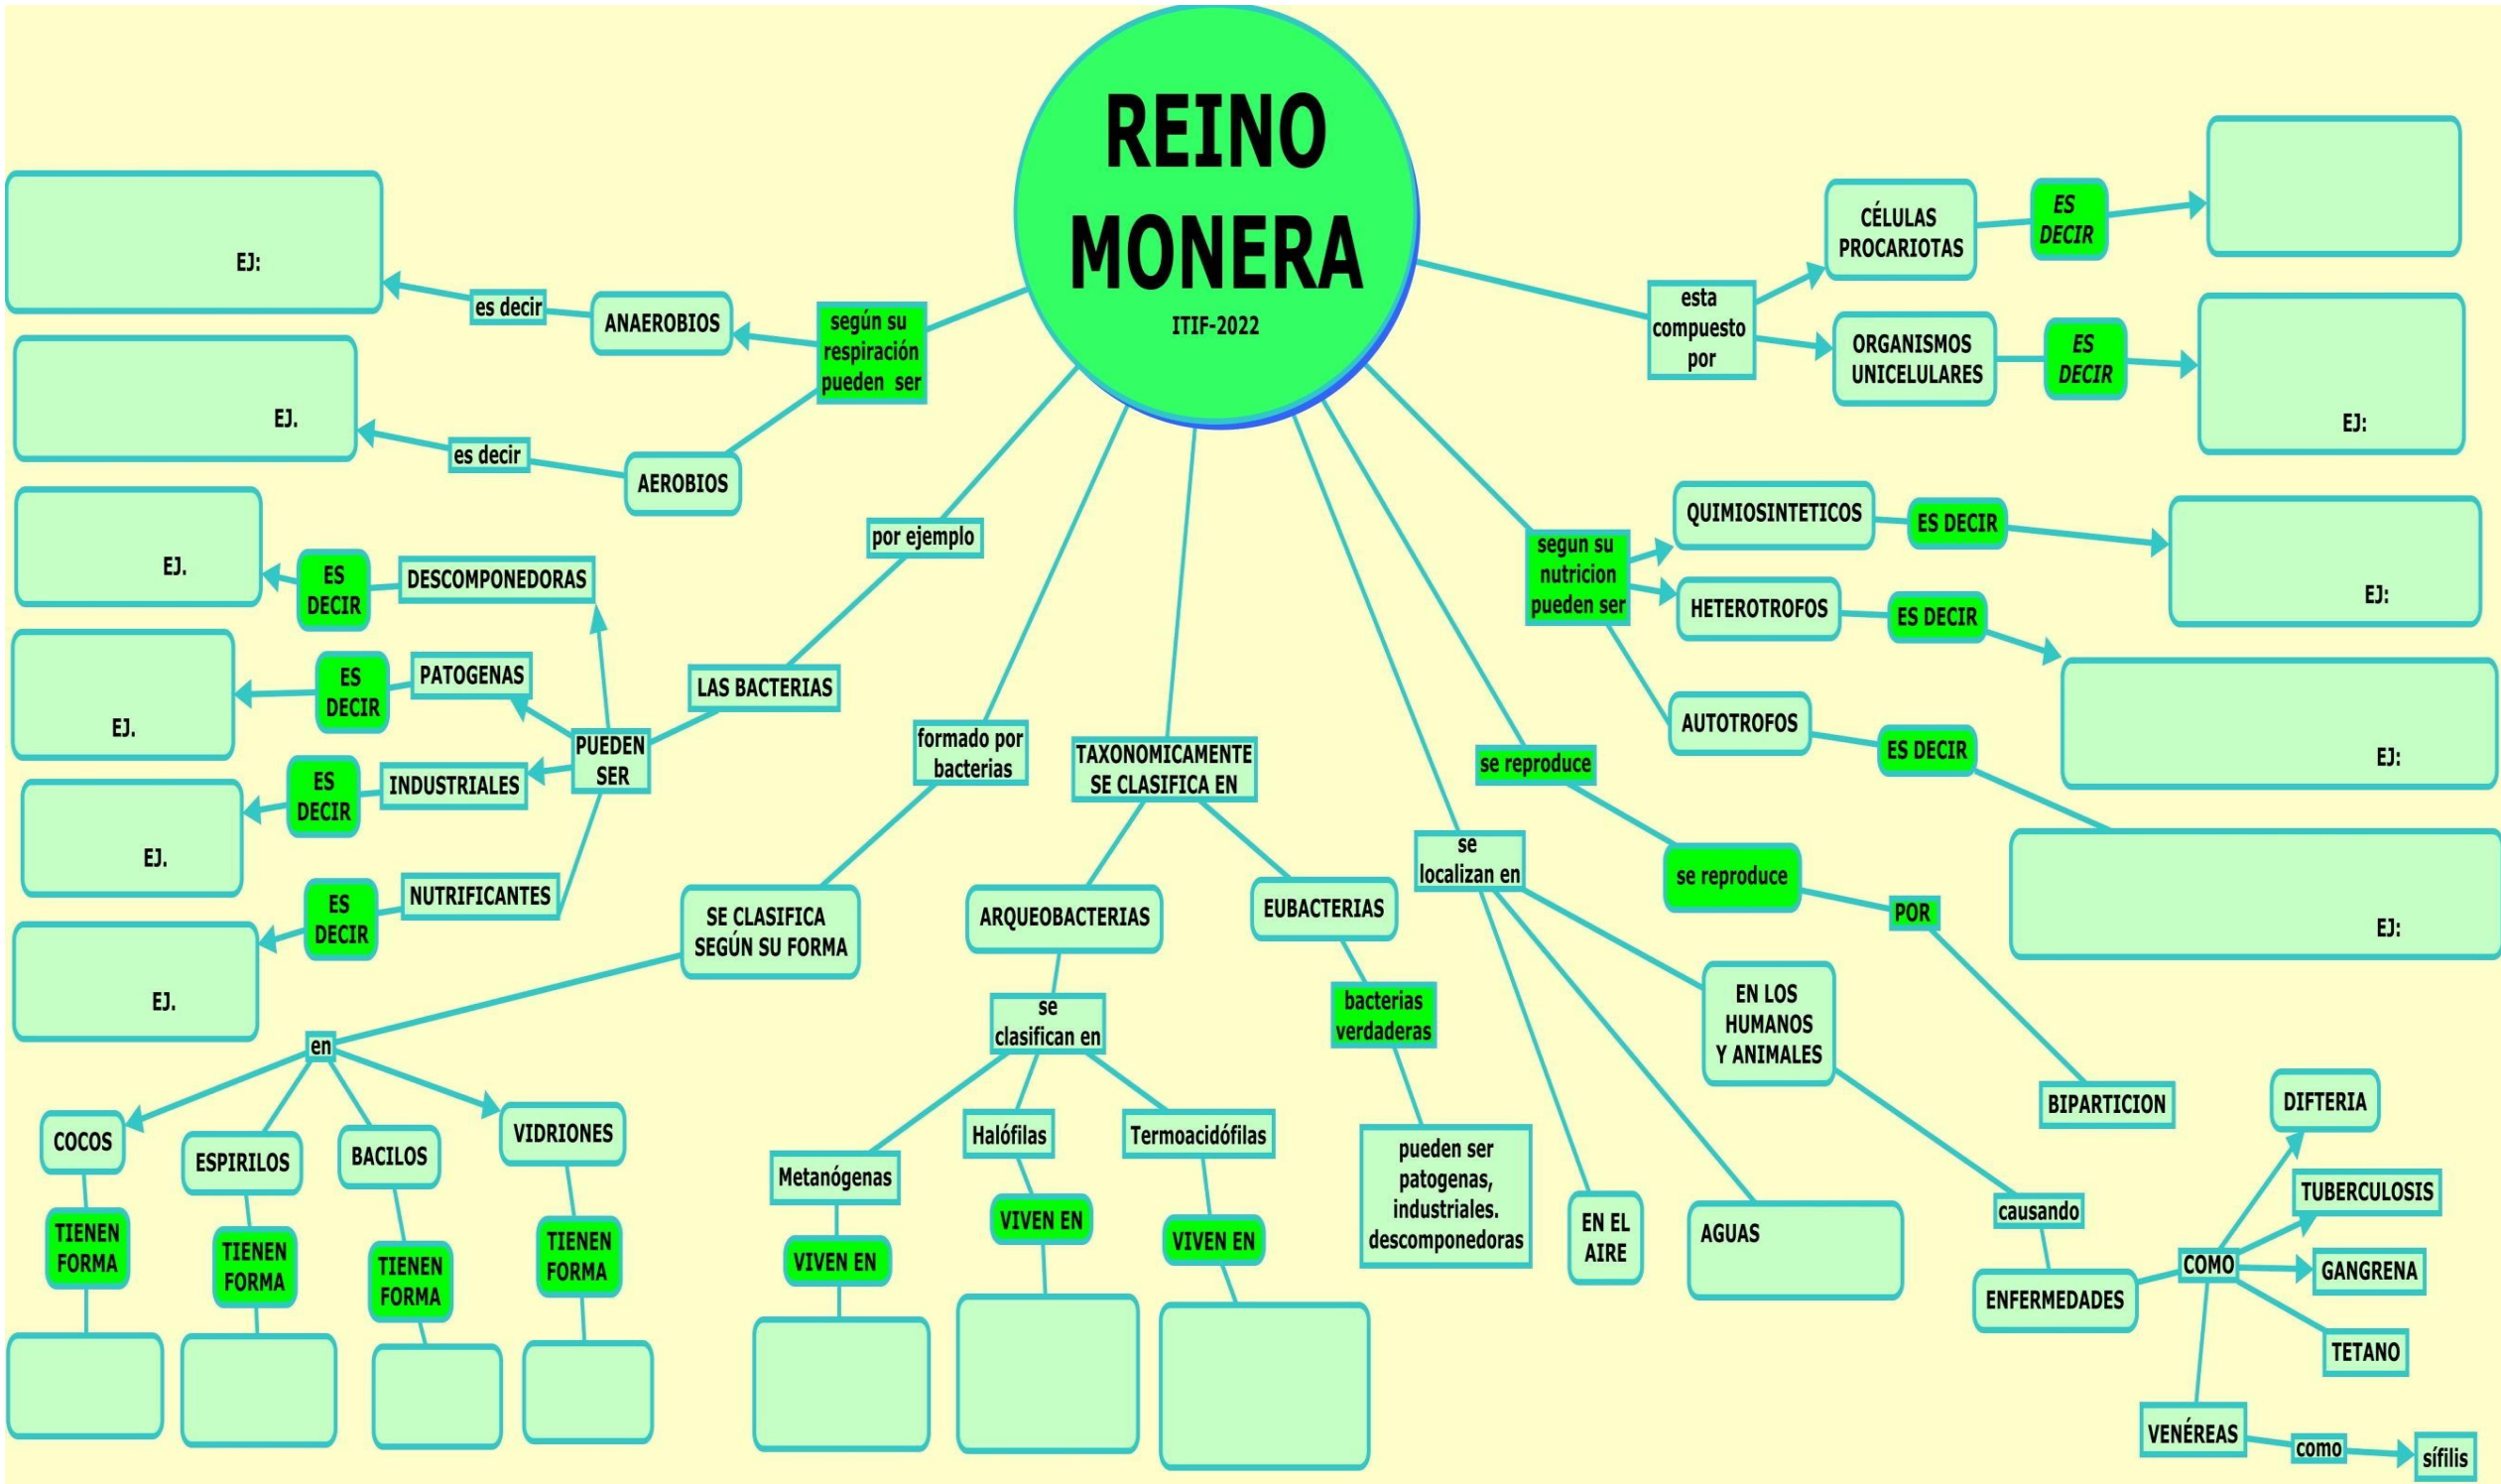 REINO
MONERA
ITIF-2022
según su
respiración
pueden ser
ANAEROBIOS
es decir
EJ:
AEROBIOS
es decir
EJ.
por ejemplo
LAS BACTERIAS
PUEDEN
SER
DESCOMPONEDORAS
ES
DECIR
EJ.
PATOGENAS
ES
DECIR
EJ.
INDUSTRIALES
ES
DECIR
EJ.
NUTRIFICANTES
ES
DECIR
EJ.
formado por
bacterias
SE CLASIFICA
SEGÚN SU FORMA
en
COCOS
TIENEN
FORMA
ESPIRILOS
TIENEN
FORMA
BACILOS
TIENEN
FORMA
VIDRIONES
TIENEN
FORMA
TAXONOMICAMENTE
SE CLASIFICA EN
ARQUEOBACTERIAS
se
clasifican en
Metanógenas
VIVEN EN
Halófilas
VIVEN EN
Termoacidófilas
VIVEN EN
EUBACTERIAS
bacterias
verdaderas
pueden ser
patogenas,
industriales.
descomponedoras
se
localizan en
EN EL
AIRE
AGUAS
EN LOS
HUMANOS
Y ANIMALES
causando
ENFERMEDADES
COMO
DIFTERIA
TUBERCULOSIS
GANGRENA
TETANO
VENÉREAS
como
sífilis
se reproduce
se reproduce
POR
BIPARTICION
segun su
nutricion
pueden ser
QUIMIOSINTETICOS
ES DECIR
EJ:
HETEROTROFOS
ES DECIR
EJ:
AUTOTROFOS
ES DECIR
EJ:
esta
compuesto
por
CÉLULAS
PROCARIOTAS
ES
DECIR
ORGANISMOS
UNICELULARES
ES
DECIR
EJ: